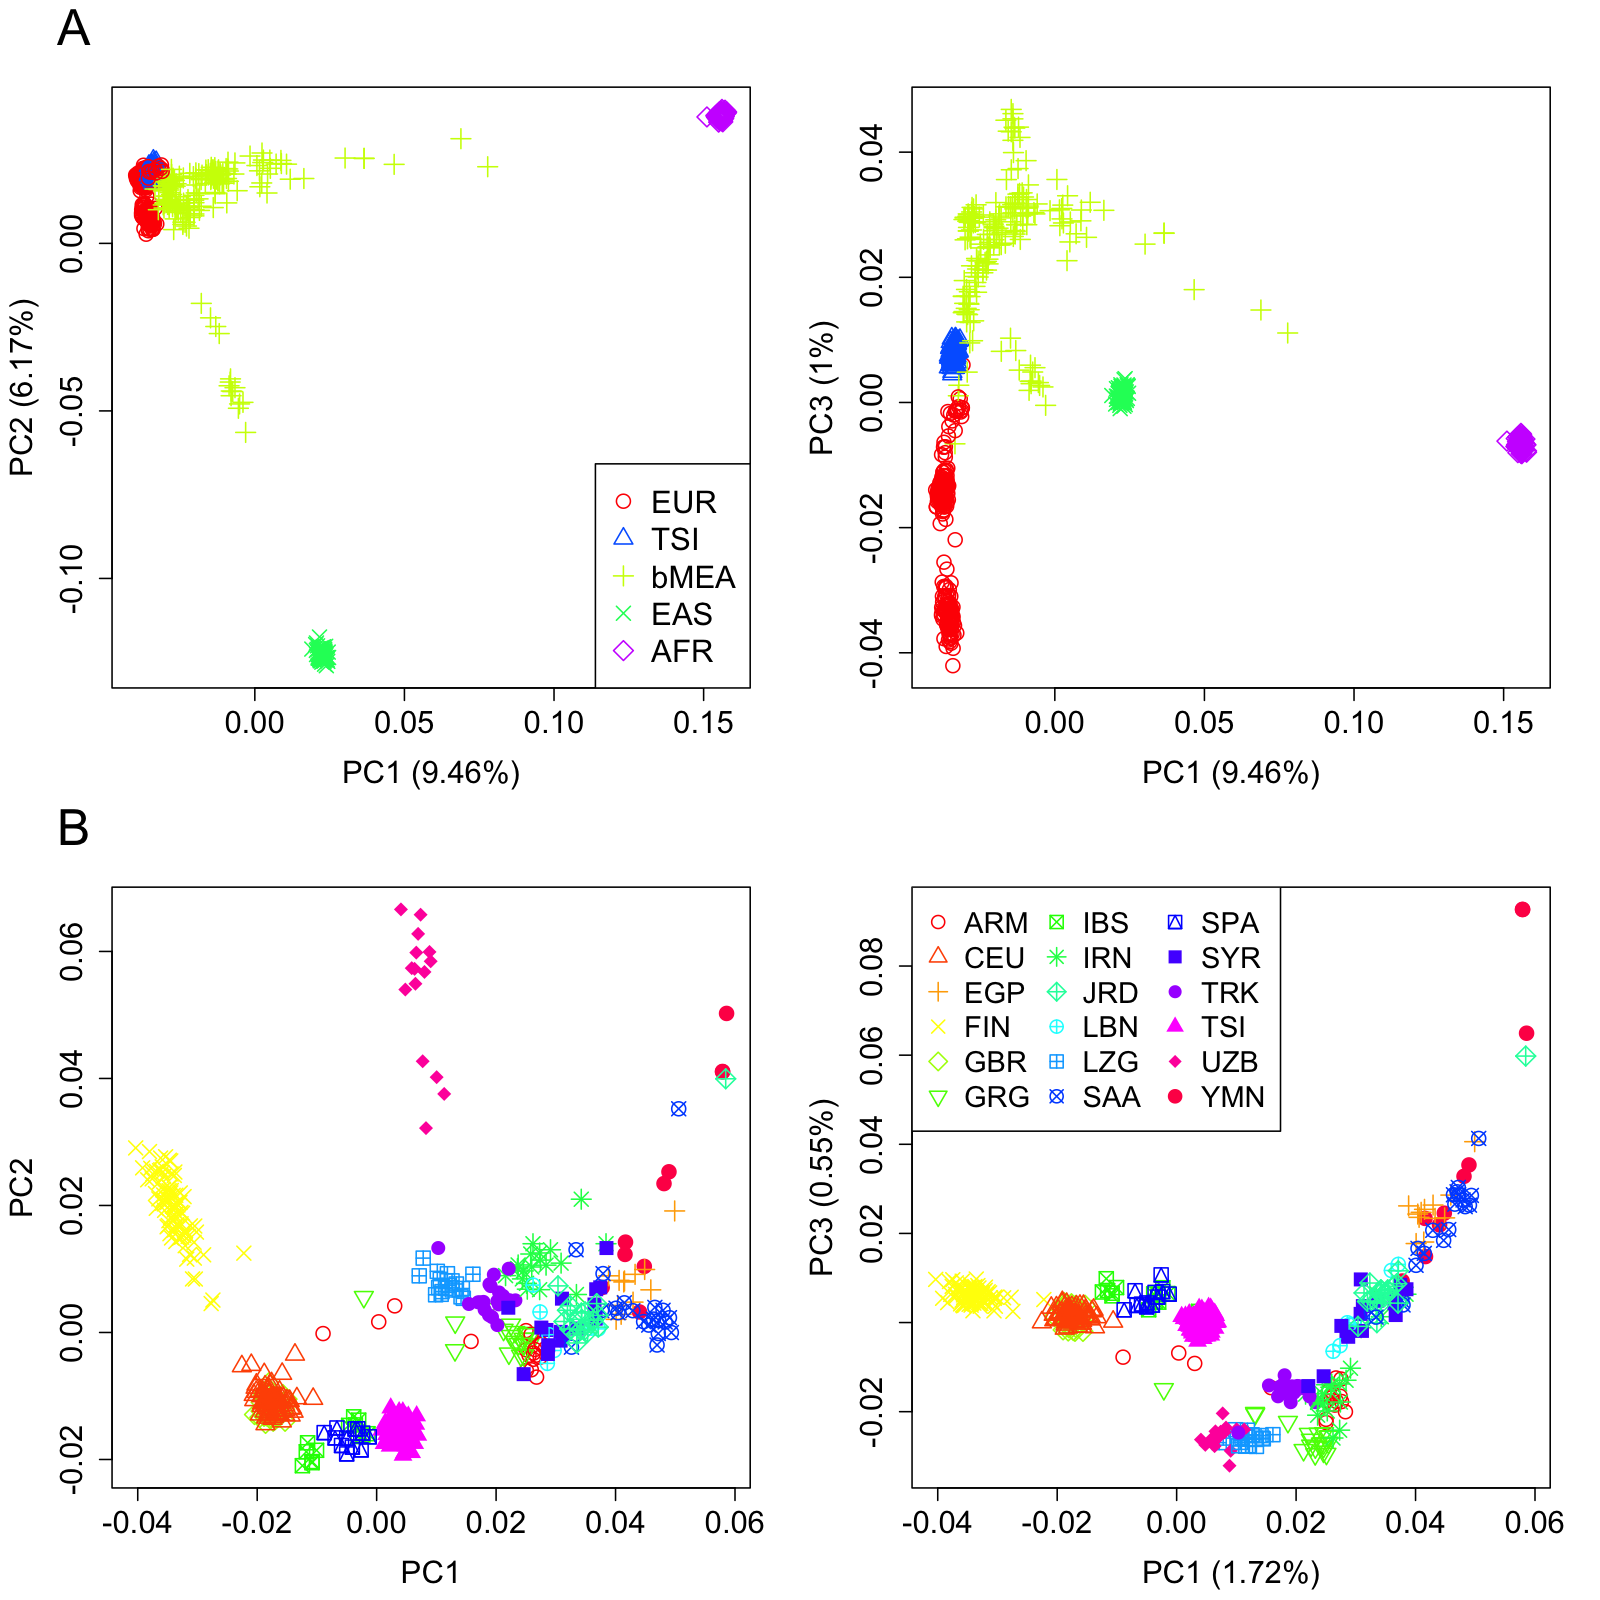 A
PC2 (6.17%)
0.00
-0.05
-0.10
EUR
TSI
bMEA
EAS
AFR
0.00 0.05 0.10 0.15
PC1 (9.46%)
PC3 (1%)
0.04
0.02
0.00
-0.02
-0.04
0.00 0.05 0.10 0.15
PC1 (9.46%)
B
PC2
0.06
0.04
0.02
0.00
-0.02
-0.04 -0.02 0.00 0.02 0.04 0.06
PC1
PC3 (0.55%)
0.08
0.06
0.04
0.02
-0.02
ARM IBS SPA
CEU IRN SYR
EGP JRD TRK
FIN LBN TSI
GBR LZG UZB
GRG SAA YMN
-0.04 -0.02 0.00 0.02 0.04 0.06
PC1 (1.72%)